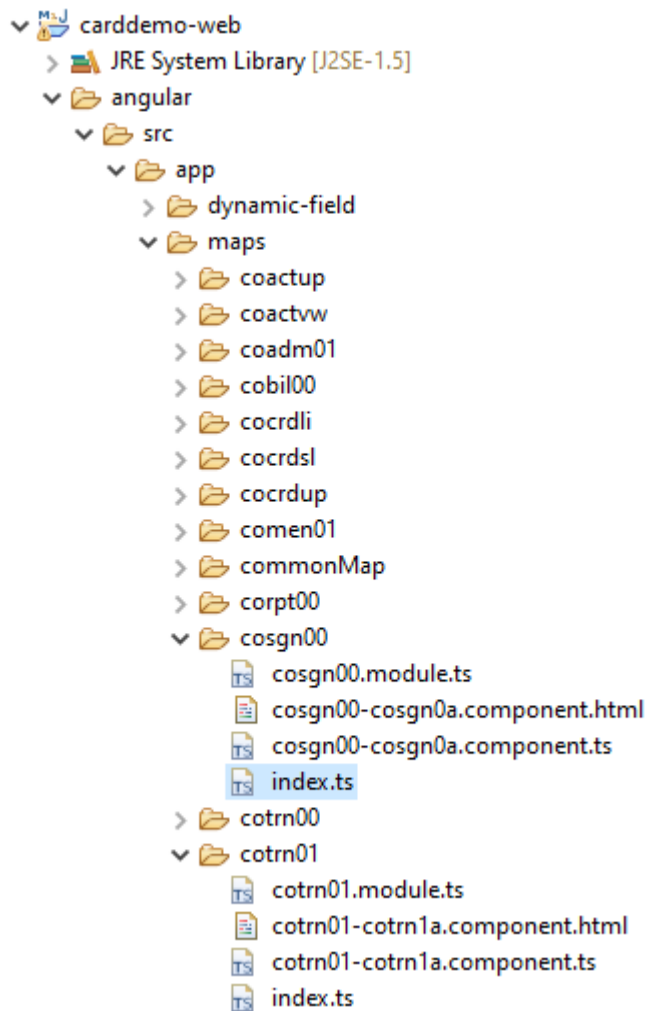 carddemo-web
JRE System Library [J2SE-1.5]
angular
src
app
dynamic-field
maps
coactup
coactvw
coadm01
cobil00
cocrdli
cocrdsl
cocrdup
comen01
commonMap
corpt00
cosgn00
cosgn00.module.ts
cosgn00-cosgn0a.component.html
cosgn00-cosgn0a.component.ts
index.ts
cotrn00
cotrn01
cotrn01.module.ts
cotrn01-cotrn1a.component.html
cotrn01-cotrn1a.component.ts
index.ts